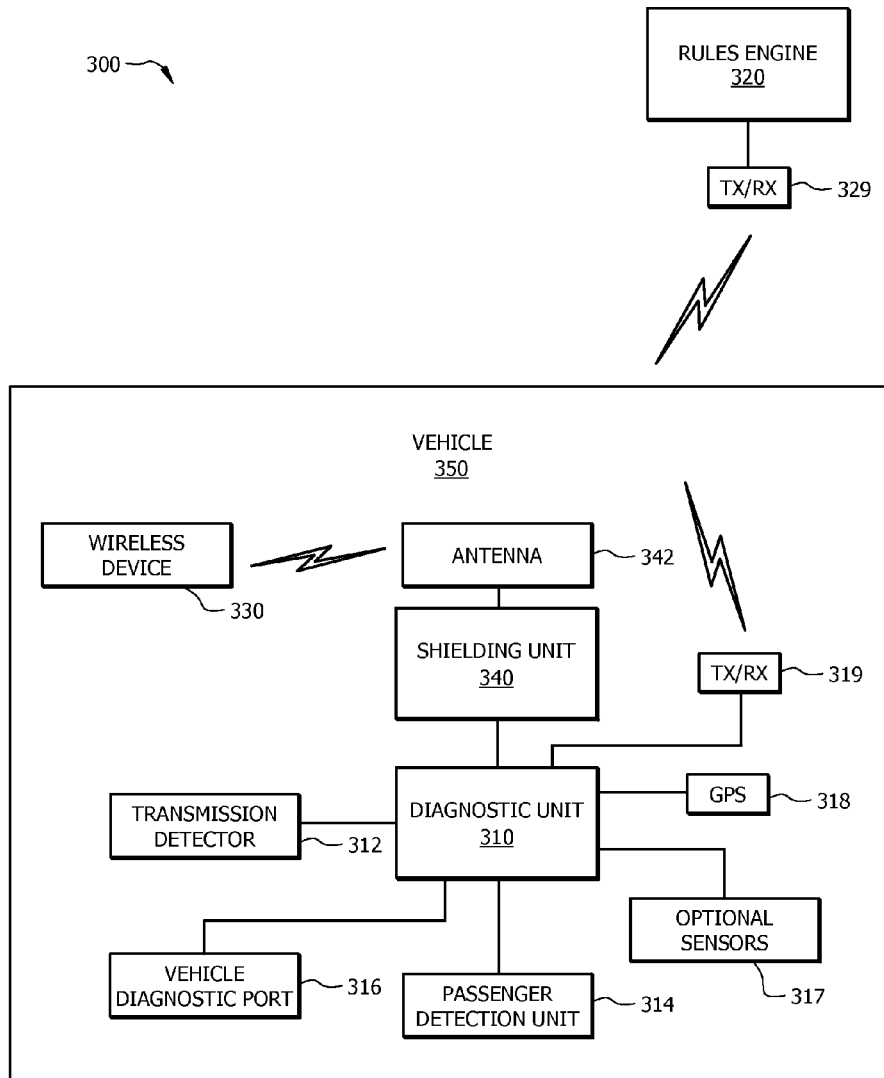 300
RULES ENGINE
320
TX/RX
329
VEHICLE
350
WIRELESS
DEVICE
330
ANTENNA
342
SHIELDING UNIT
340
TX/RX
319
TRANSMISSION
DETECTOR
312
DIAGNOSTIC UNIT
310
GPS
318
OPTIONAL
SENSORS
317
VEHICLE
DIAGNOSTIC PORT
316
PASSENGER
DETECTION UNIT
314